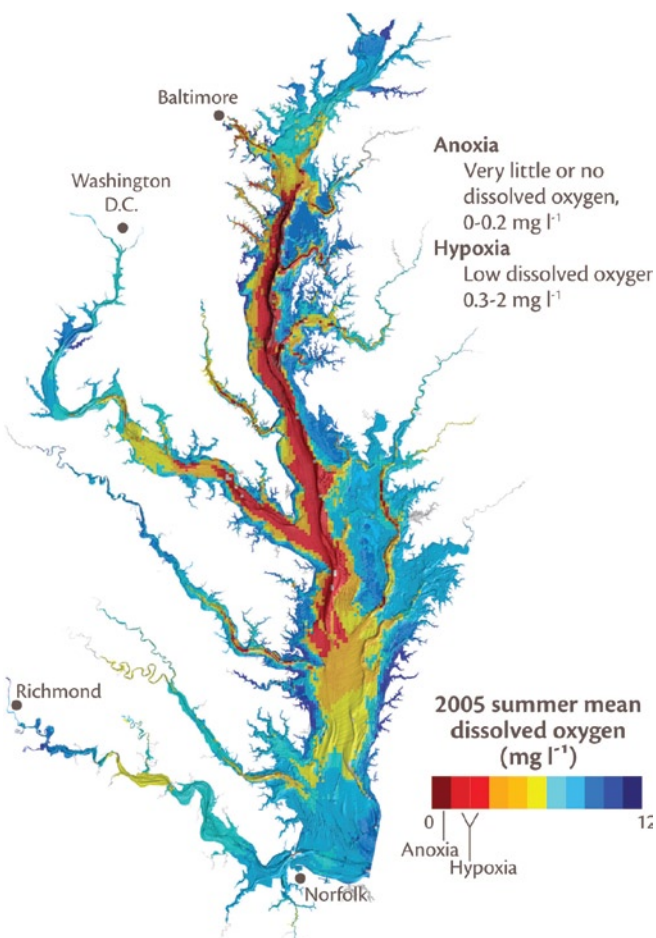 Baltimore
Washington
D.C.
Anoxia
Very little or no
dissolved oxygen,
0-0.2 mg l⁻¹
Hypoxia
Low dissolved oxygen
0.3-2 mg l⁻¹
Richmond
2005 summer mean
dissolved oxygen
(mg l⁻¹)
0 12
Anoxia
Hypoxia
Norfolk